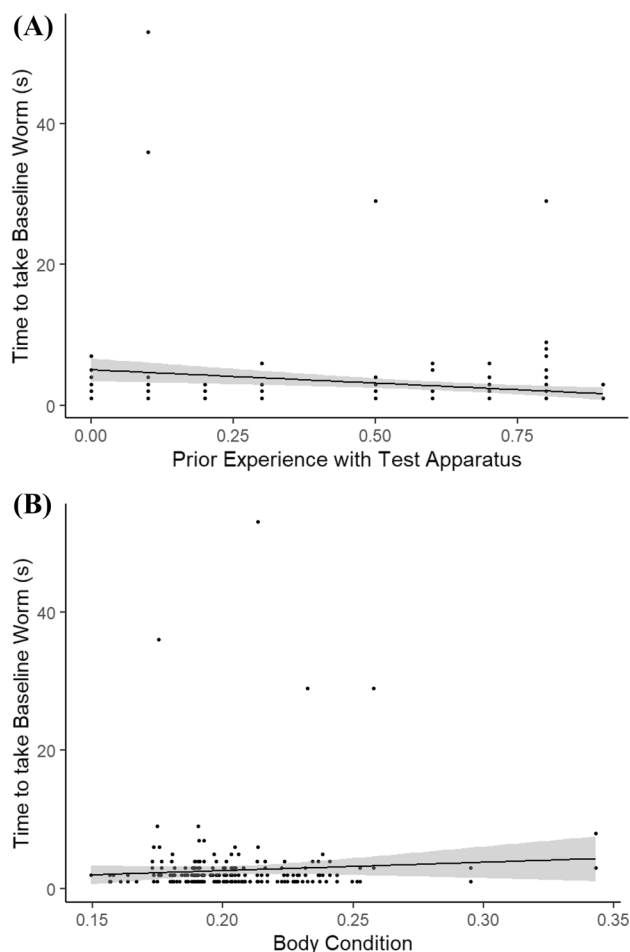 (A)
Time to take Baseline Worm (s)
40
20
0
0.00 0.25 0.50 0.75
Prior Experience with Test Apparatus
(B)
Time to take Baseline Worm (s)
40
20
0
0.15 0.20 0.25 0.30 0.35
Body Condition